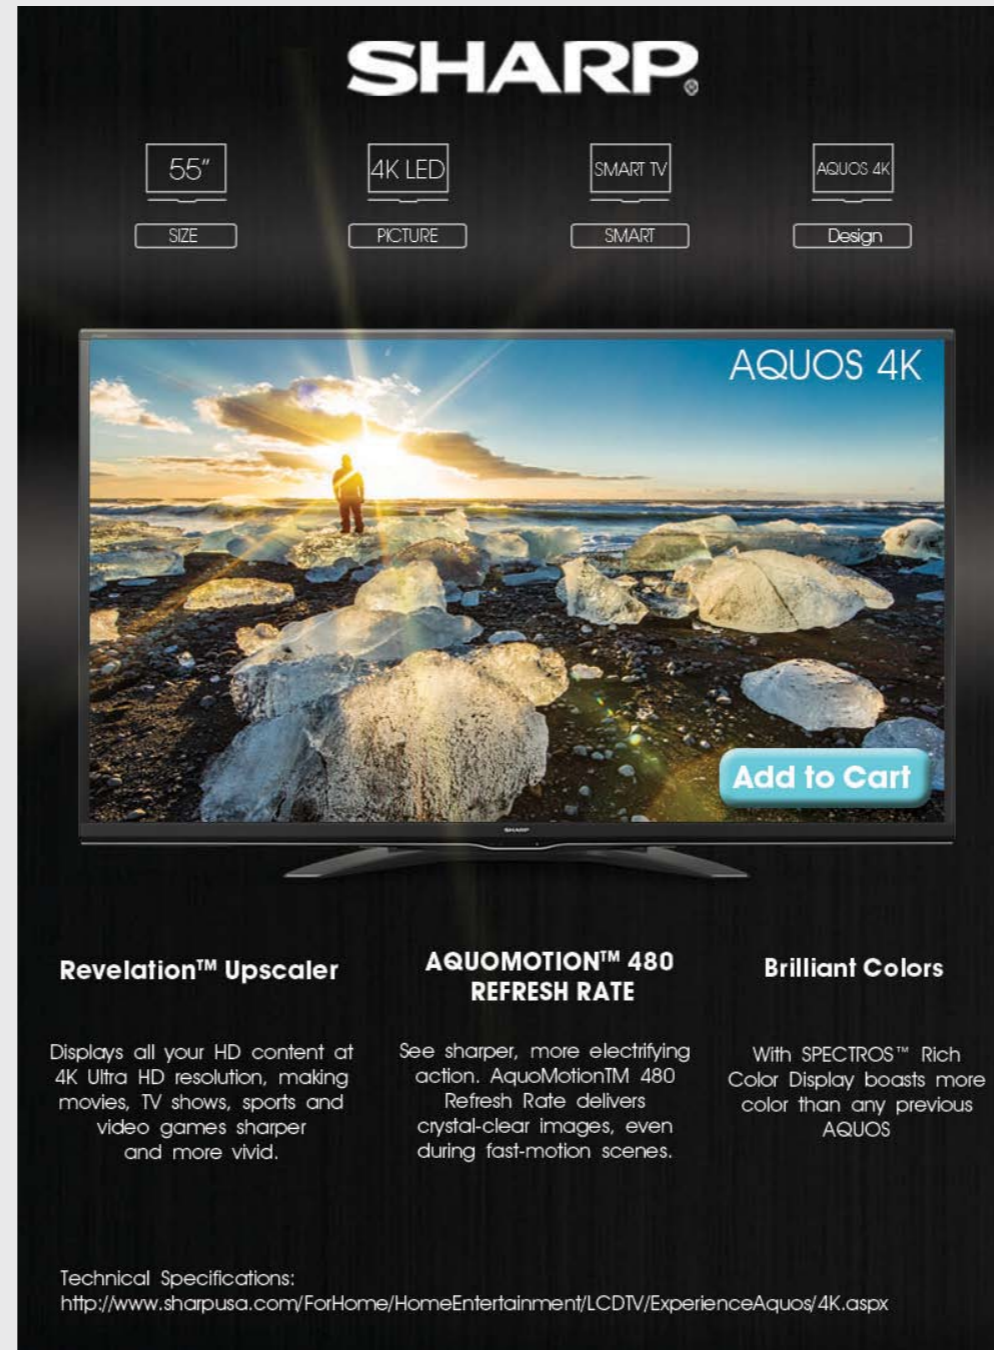 SHARP®
55" 4K LED SMART TV AQUOS 4K
SIZE PICTURE SMART Design
AQUOS 4K
Add to Cart
SHARP
Revelation™ Upscaler
Displays all your HD content at
4K Ultra HD resolution, making
movies, TV shows, sports and
video games sharper
and more vivid.
AQUOMOTION™ 480
REFRESH RATE
See sharper, more electrifying
action. AquoMotionTM 480
Refresh Rate delivers
crystal-clear images, even
during fast-motion scenes.
Brilliant Colors
With SPECTROS™ Rich
Color Display boasts more
color than any previous
AQUOS
Technical Specifications:
http://www.sharpusa.com/ForHome/HomeEntertainment/LCDTV/ExperienceAquos/4K.aspx